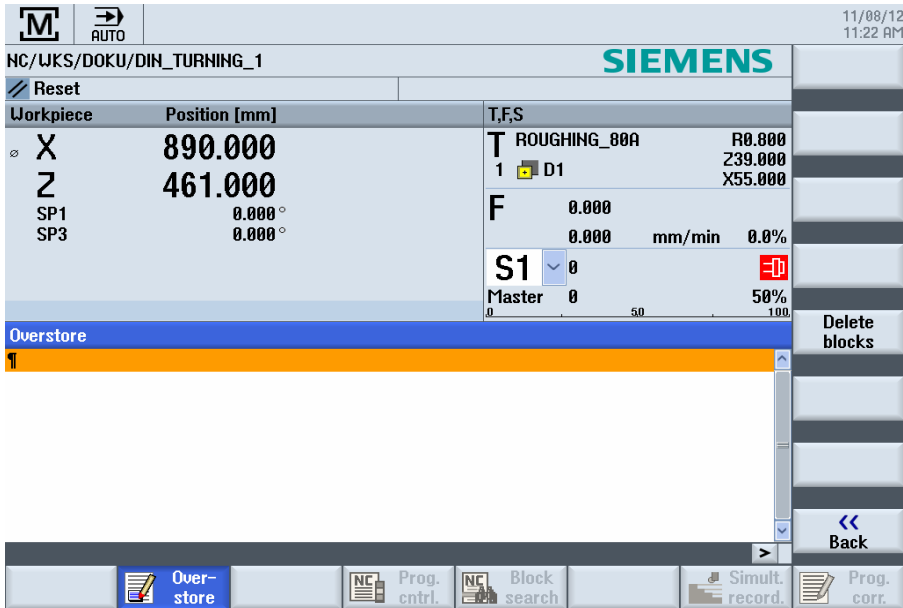 M AUTO
11/08/12
11:22 AM
NC/WKS/DOKU/DIN_TURNING_1
SIEMENS
Reset
Workpiece Position [mm]
T,F,S
⌀ X 890.000
Z 461.000
SP1 0.000°
SP3 0.000°
T ROUGHING_80A R0.800
1 D1 Z39.000
X55.000
F 0.000
0.000 mm/min 0.0%
S1 0
Master 0 50%
0 50 100
Overstore
¶
Delete
blocks
<<
Back
>
Over-
store
NC Prog.
cntrl.
NC Block
search
Simult.
record.
Prog.
corr.